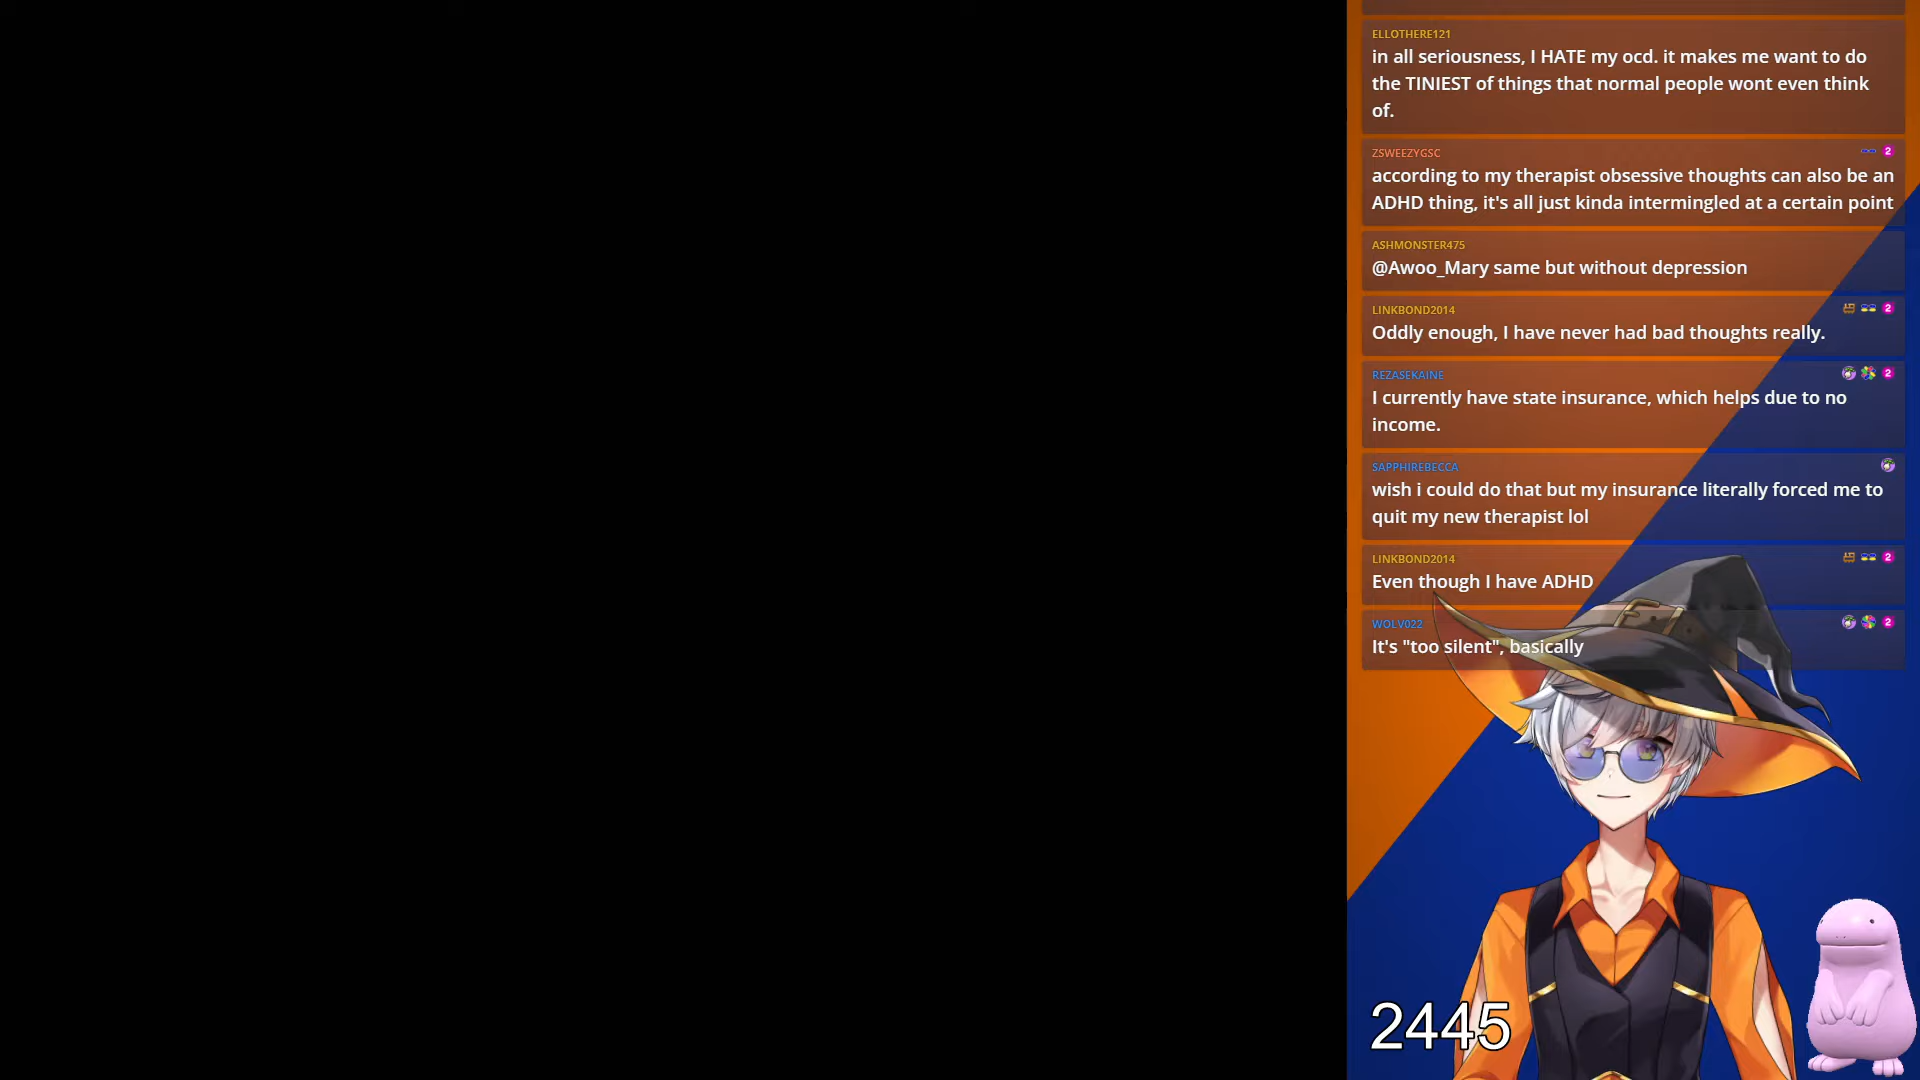 ELLOTHERE121
in all seriousness, I HATE my ocd. it makes me want to do
the TINIEST of things that normal people wont even think
of.
ZSWEEZYGSC
2
according to my therapist obsessive thoughts can also be an
ADHD thing, it's all just kinda intermingled at a certain point
ASHMONSTER475
@Awoo_Mary same but without depression
LINKBOND2014
2
Oddly enough, I have never had bad thoughts really.
REZASEKAINE
2
I currently have state insurance, which helps due to no
income.
SAPPHIREBECCA
wish i could do that but my insurance literally forced me to
quit my new therapist lol
LINKBOND2014
2
Even though I have ADHD
WOLV022
2
It's "too silent", basically
2445